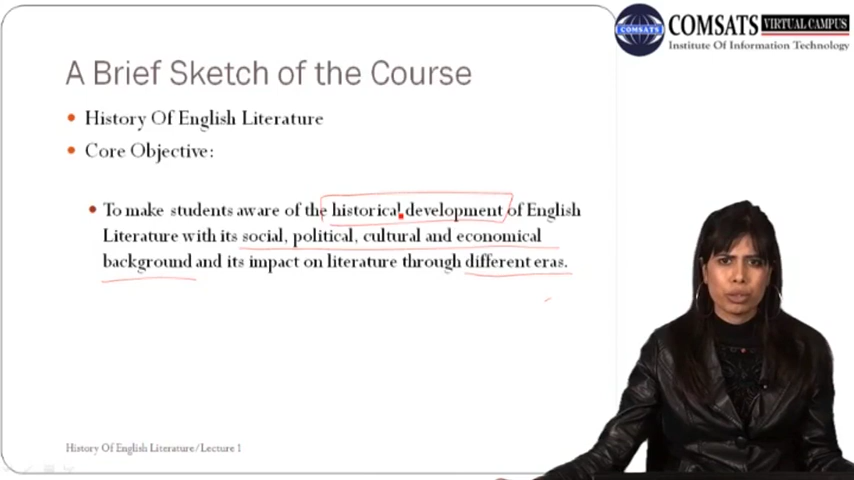 COMSATS VIRTUAL CAMPUS
Institute Of Information Technology
A Brief Sketch of the Course
History Of English Literature
Core Objective:
To make students aware of the historical development of English
Literature with its social, political, cultural and economical
background and its impact on literature through different eras.
History Of English Literature/Lecture 1